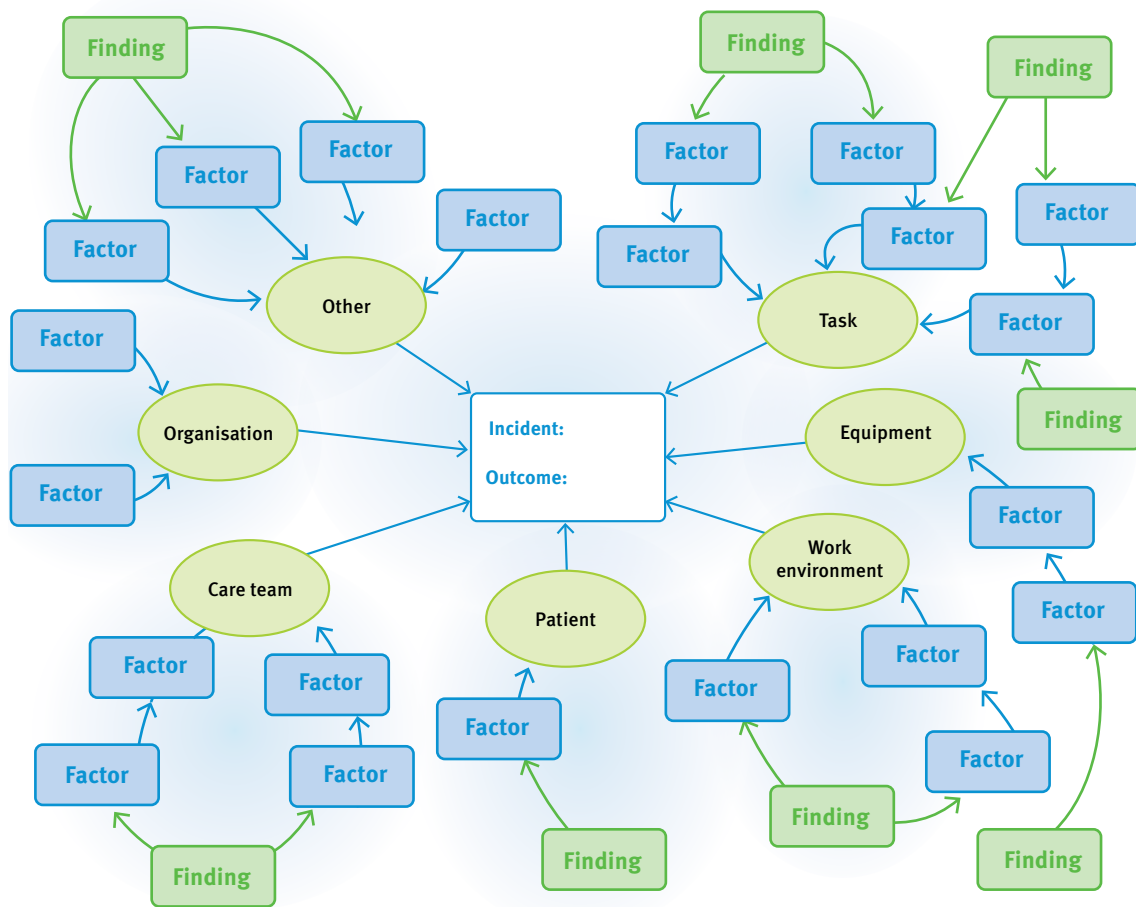 Finding
Finding
Finding
Factor
Factor
Factor
Factor
Factor
Factor
Factor
Factor
Factor
Factor
Other
Task
Factor
Factor
Finding
Organisation
Incident:
Equipment
Factor
Outcome:
Factor
Care team
Patient
Work
environment
Factor
Factor
Factor
Factor
Factor
Factor
Factor
Factor
Factor
Factor
Finding
Finding
Finding
Finding